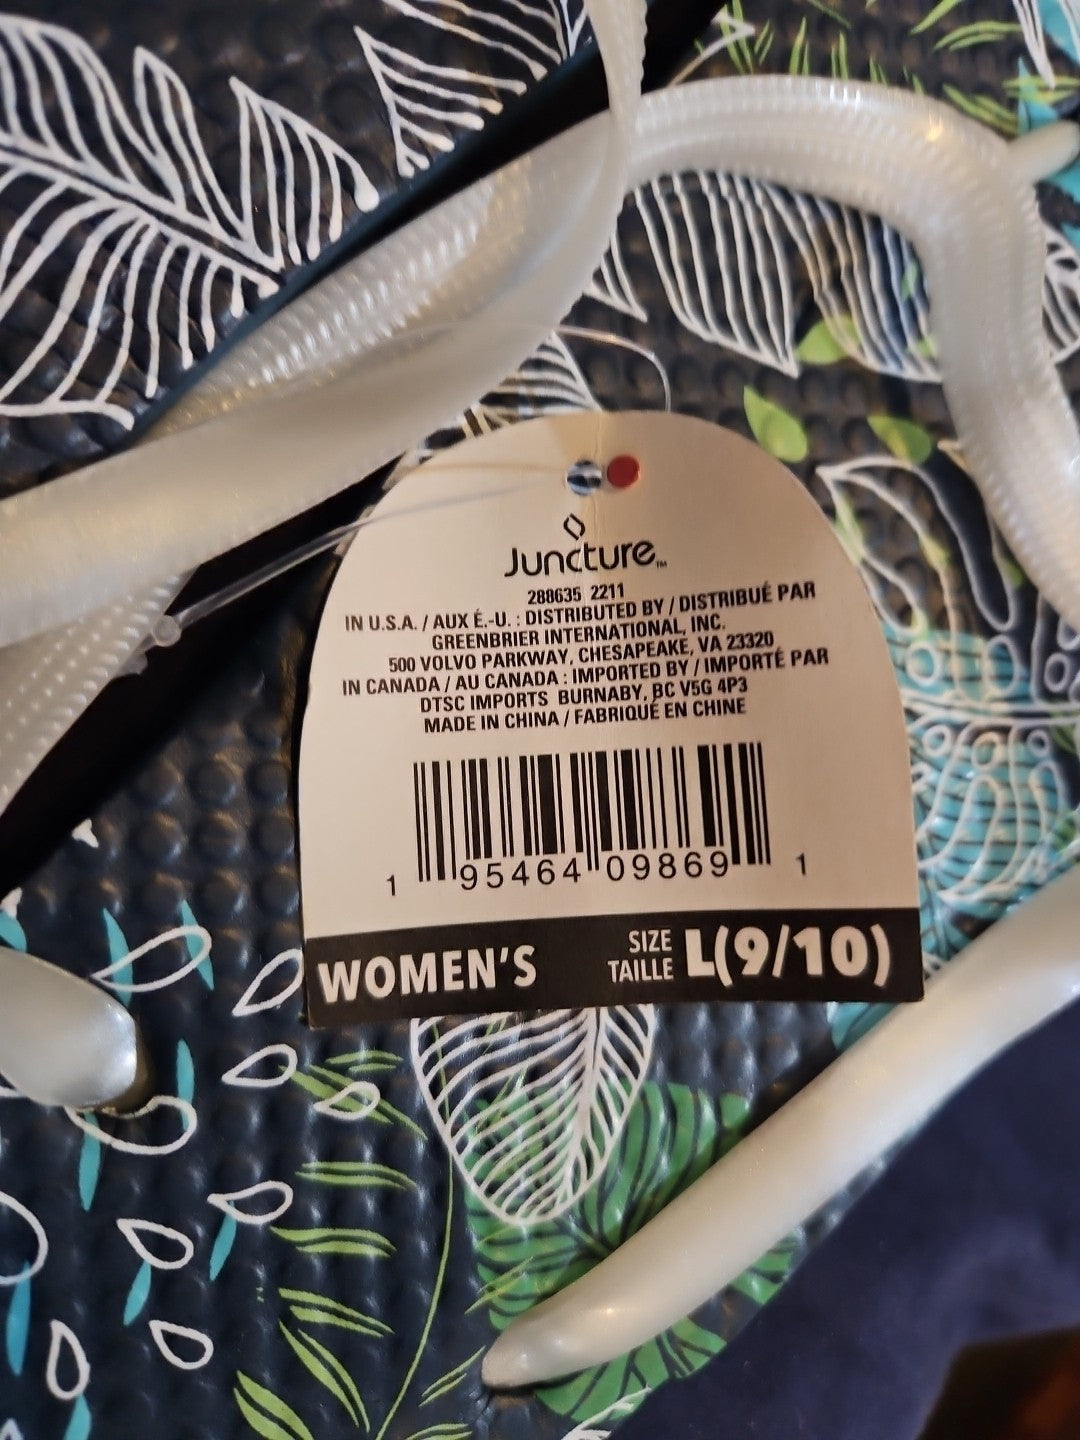 Juncture™
288635 2211
IN U.S.A. / AUX É.-U. : DISTRIBUTED BY / DISTRIBUÉ PAR
GREENBRIER INTERNATIONAL, INC.
500 VOLVO PARKWAY, CHESAPEAKE, VA 23320
IN CANADA / AU CANADA : IMPORTED BY / IMPORTÉ PAR
DTSC IMPORTS BURNABY, BC V5G 4P3
MADE IN CHINA / FABRIQUÉ EN CHINE
1 95464 09869 1
WOMEN'S SIZE TAILLE L(9/10)